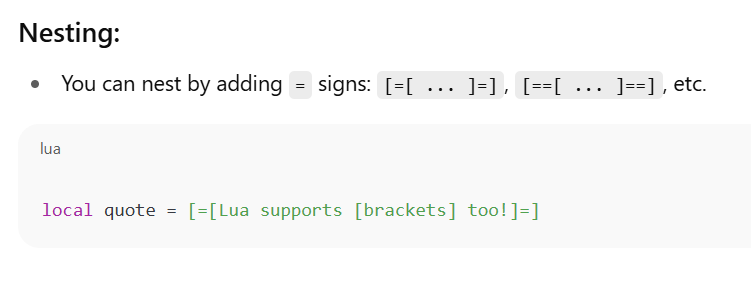 Nesting:
• You can nest by adding = signs: [=[ ... ]=], [==[ ... ]==], etc.
lua
local quote = [=[Lua supports [brackets] too!]=]